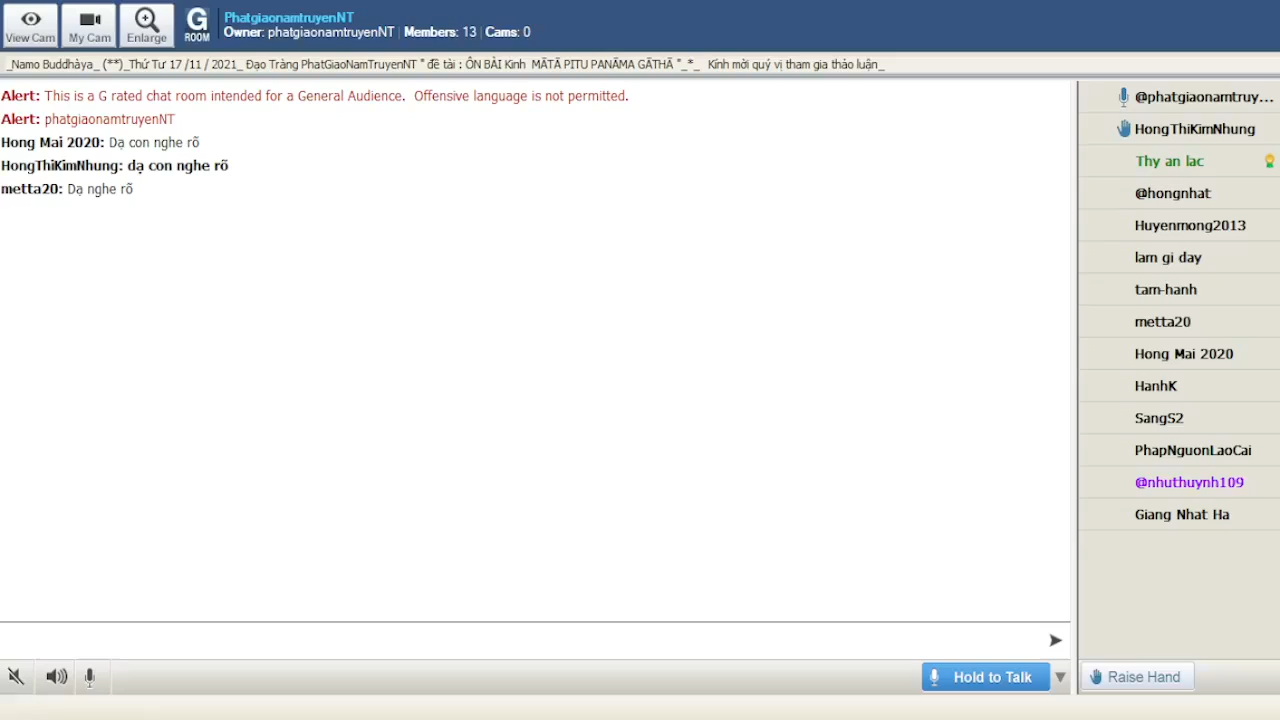 View Cam
My Cam
Enlarge
G
ROOM
PhatgiaonamtruyenNT
Owner: phatgiaonamtruyenNT | Members: 13 | Cams: 0
_Namo Buddhàya_ (**)_Thứ Tư 17 /11 / 2021_ Đạo Tràng PhatGiaoNamTruyenNT " đề tài : ÔN BÀI Kinh MĀTĀ PITU PANĀMA GĀTHĀ "_*_ Kính mời quý vị tham gia thảo luận_
Alert: This is a G rated chat room intended for a General Audience. Offensive language is not permitted.
Alert: phatgiaonamtruyenNT
Hong Mai 2020: Dạ con nghe rõ
HongThiKimNhung: dạ con nghe rõ
metta20: Dạ nghe rõ
@phatgiaonamtruy...
HongThiKimNhung
Thy an lac
@hongnhat
Huyenmong2013
lam gi day
tam-hanh
metta20
Hong Mai 2020
HanhK
SangS2
PhapNguonLaoCai
@nhuthuynh109
Giang Nhat Ha
Hold to Talk
Raise Hand